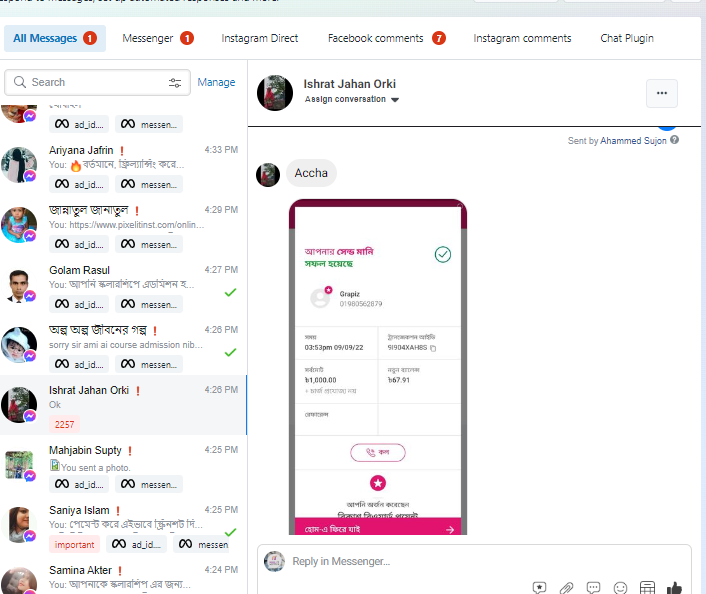 All Messages 1
Messenger 1
Instagram Direct
Facebook comments 7
Instagram comments
Chat Plugin
Search
Manage
ad_id....
messen...
Ariyana Jafrin
4:33 PM
You: 🔥বর্তমানে, ফ্রিল্যান্সিং করে...
ad_id....
messen...
জান্নাতুল জানাতুল
4:29 PM
You: https://www.pixelitinst.com/onlin...
ad_id....
messen...
Golam Rasul
4:27 PM
You: আপনি স্কলারশিপে এডমিশন হ...
ad_id....
messen...
অল্প অল্প জীবনের গল্প
4:26 PM
sorry sir ami ai course admission nib...
ad_id....
messen...
Ishrat Jahan Orki
4:26 PM
Ok
2257
Mahjabin Supty
4:25 PM
You sent a photo.
ad_id....
messen...
Saniya Islam
4:25 PM
You: পেমেন্ট করে এইভাবে স্ক্রিনশট দি...
important
ad_id....
messen
Samina Akter
4:24 PM
You: আপনাকে স্কলারশিপ এর জন্য...
Ishrat Jahan Orki
Assign conversation
Sent by Ahammed Sujon
Accha
আপনার সেন্ড মানি
সফল হয়েছে
Grapiz
01980562879
সময়
03:53pm 09/09/22
ট্রানজেকশন আইডি
9I904XAH8S
সর্বমোট
৳1,000.00
+ চার্জ প্রযোজ্য নয়
নতুন ব্যালেন্স
৳67.91
রেফারেন্স
কল
আপনি অর্জন করেছেন
বিকাশ রিওয়ার্ড পয়েন্ট
হোম-এ ফিরে যাই
Reply in Messenger...